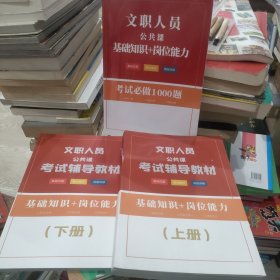 文职人员
公共课
基础知识+岗位能力
考试必做1000题
文职人员
公共课
考试辅导教材
基础知识+岗位能力
(下册)
文职人员
公共课
考试辅导教材
基础知识+岗位能力
(上册)